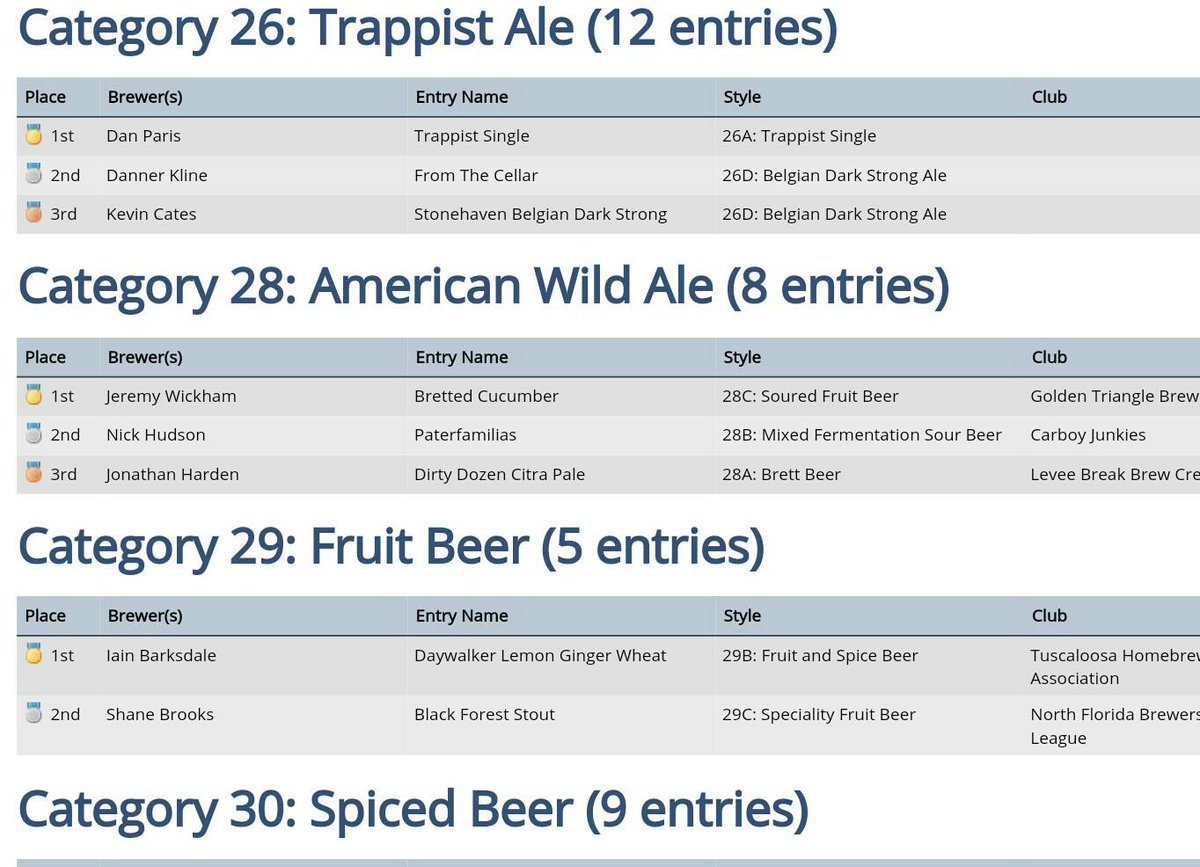 Category 26: Trappist Ale (12 entries)
Place Brewer(s) Entry Name Style Club
1st Dan Paris Trappist Single 26A: Trappist Single
2nd Danner Kline From The Cellar 26D: Belgian Dark Strong Ale
3rd Kevin Cates Stonehaven Belgian Dark Strong 26D: Belgian Dark Strong Ale
Category 28: American Wild Ale (8 entries)
Place Brewer(s) Entry Name Style Club
1st Jeremy Wickham Bretted Cucumber 28C: Soured Fruit Beer Golden Triangle Brew
2nd Nick Hudson Paterfamilias 28B: Mixed Fermentation Sour Beer Carboy Junkies
3rd Jonathan Harden Dirty Dozen Citra Pale 28A: Brett Beer Levee Break Brew Cre
Category 29: Fruit Beer (5 entries)
Place Brewer(s) Entry Name Style Club
1st Iain Barksdale Daywalker Lemon Ginger Wheat 29B: Fruit and Spice Beer Tuscaloosa Homebrew
Association
2nd Shane Brooks Black Forest Stout 29C: Speciality Fruit Beer North Florida Brewers
League
Category 30: Spiced Beer (9 entries)